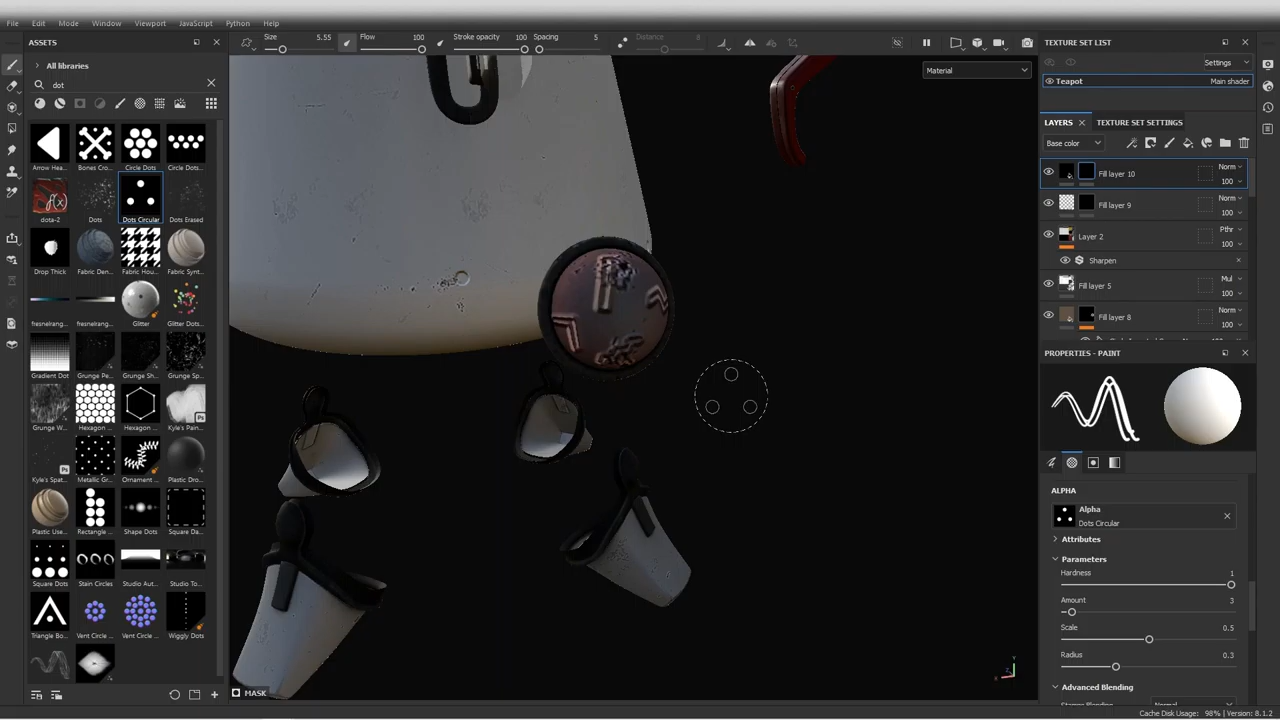 File Edit Mode Window Viewport JavaScript Python Help
ASSETS
Size 5.55 Flow 100 Stroke opacity 100 Spacing 5 Distance 8
All libraries
dot
Arrow Hea... Bones Cro... Circle Dots Circle Dots...
dota-2 Dots Dots Circular Dots Erased
Drop Thick Fabric Den... Fabric Hou... Fabric Synt...
fresnelrang... fresnelrang... Glitter Glitter Dots...
Gradient Dot Grunge Pe... Grunge Sh... Grunge Sp...
Grunge W... Hexagon ... Hexagon Kyle's Pain...
Kyle's Spat... Metallic Gr... Ornament ... Plastic Dro...
Plastic Use... Rectangle ... Shape Dots Square Da...
Square Dots Stain Circles Studio Aut... Studio To...
Triangle Bo... Vent Circle ... Vent Circle ... Wiggly Dots
Material
MASK
TEXTURE SET LIST
Settings
Teapot Main shader
LAYERS TEXTURE SET SETTINGS
Base color
Fill layer 10 Norm 100
Fill layer 9 Norm 100
Layer 2 Pthr 100
Sharpen
Fill layer 5 Mul 100
Fill layer 8 Norm 100
PROPERTIES - PAINT
ALPHA
Alpha
Dots Circular
Attributes
Parameters
Hardness 1
Amount 3
Scale 0.5
Radius 0.3
Advanced Blending
Cache Disk Usage: 98% | Version: 8.1.2